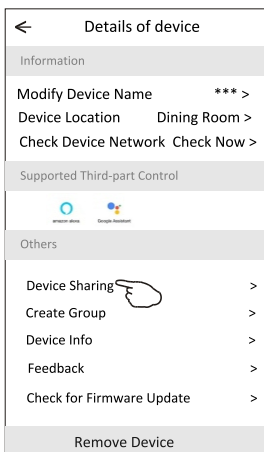 ← Details of device
Information
Modify Device Name *** >
Device Location Dining Room >
Check Device Network Check Now >
Supported Third-part Control
amazon alexa Google Assistant
Others
Device Sharing >
Create Group >
Device Info >
Feedback >
Check for Firmware Update >
Remove Device